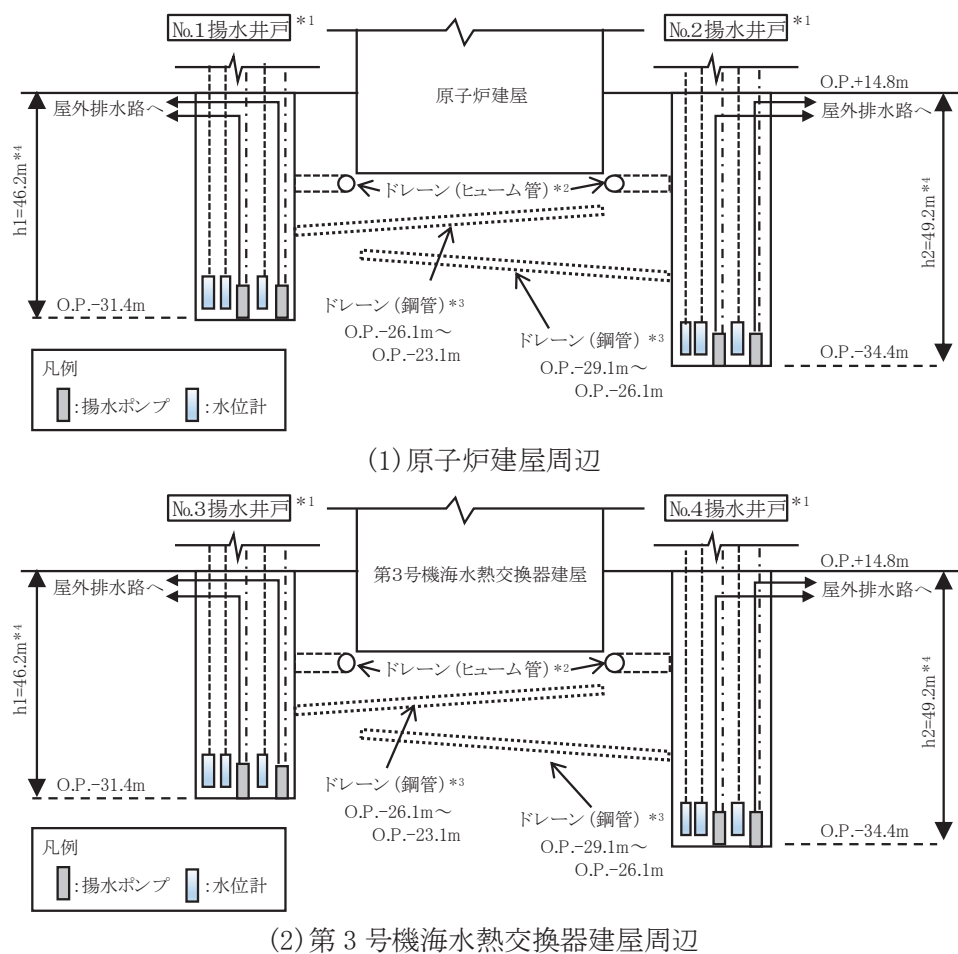 №1揚水井戸*1
№2揚水井戸*1
原子炉建屋
O.P.+14.8m
屋外排水路へ
屋外排水路へ
h1=46.2m*4
h2=49.2m*4
ドレーン(ヒューム管)*2
ドレーン(鋼管)*3
O.P.-26.1m～
O.P.-23.1m
ドレーン(鋼管)*3
O.P.-29.1m～
O.P.-26.1m
O.P.-31.4m
O.P.-34.4m
凡例
:揚水ポンプ :水位計
(1)原子炉建屋周辺
№3揚水井戸*1
№4揚水井戸*1
第3号機海水熱交換器建屋
O.P.+14.8m
屋外排水路へ
屋外排水路へ
h1=46.2m*4
h2=49.2m*4
ドレーン(ヒューム管)*2
ドレーン(鋼管)*3
O.P.-26.1m～
O.P.-23.1m
ドレーン(鋼管)*3
O.P.-29.1m～
O.P.-26.1m
O.P.-31.4m
O.P.-34.4m
凡例
:揚水ポンプ :水位計
(2)第3号機海水熱交換器建屋周辺